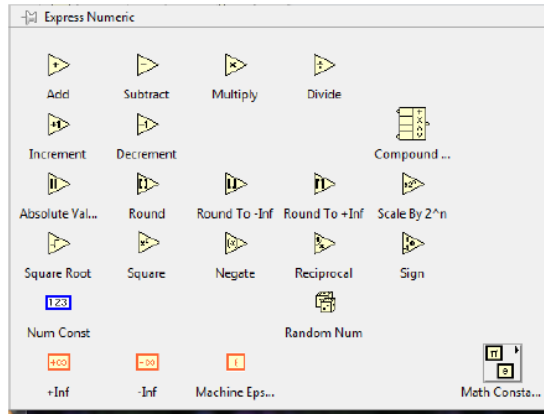 Express Numeric
Add Subtract Multiply Divide
Increment Decrement Compound ...
Absolute Val... Round Round To -Inf Round To +Inf Scale By 2^n
Square Root Square Negate Reciprocal Sign
123
Num Const Random Num
+∞ -∞ π e
+Inf -Inf Machine Eps... Math Consta...